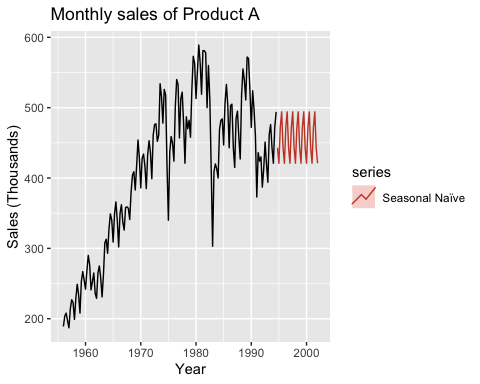 Monthly sales of Product A
600
500
400
300
200
Sales (Thousands)
1960 1970 1980 1990 2000
Year
series
Seasonal Naïve